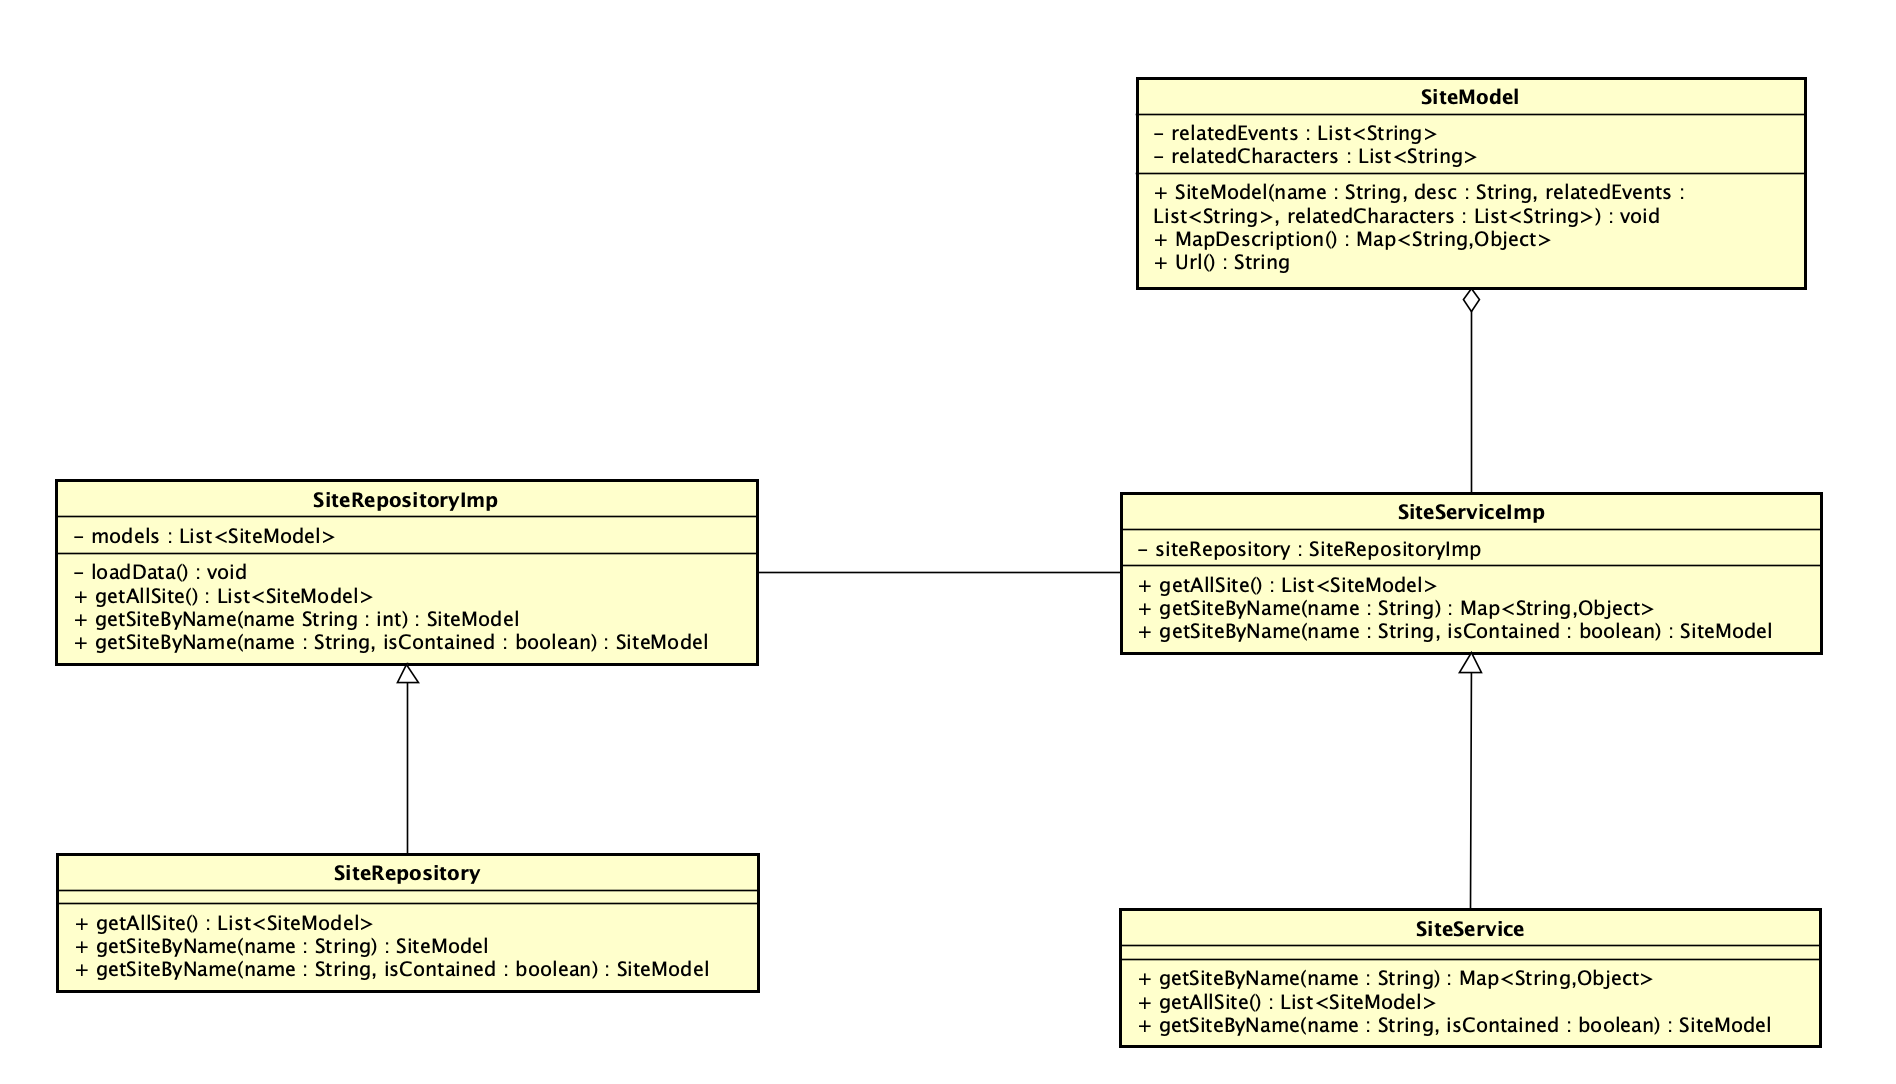 SiteModel
– relatedEvents : List<String>
– relatedCharacters : List<String>
+ SiteModel(name : String, desc : String, relatedEvents :
List<String>, relatedCharacters : List<String>) : void
+ MapDescription() : Map<String,Object>
+ Url() : String
SiteRepositoryImp
– models : List<SiteModel>
– loadData() : void
+ getAllSite() : List<SiteModel>
+ getSiteByName(name String : int) : SiteModel
+ getSiteByName(name : String, isContained : boolean) : SiteModel
SiteServiceImp
– siteRepository : SiteRepositoryImp
+ getAllSite() : List<SiteModel>
+ getSiteByName(name : String) : Map<String,Object>
+ getSiteByName(name : String, isContained : boolean) : SiteModel
SiteRepository
+ getAllSite() : List<SiteModel>
+ getSiteByName(name : String) : SiteModel
+ getSiteByName(name : String, isContained : boolean) : SiteModel
SiteService
+ getSiteByName(name : String) : Map<String,Object>
+ getAllSite() : List<SiteModel>
+ getSiteByName(name : String, isContained : boolean) : SiteModel